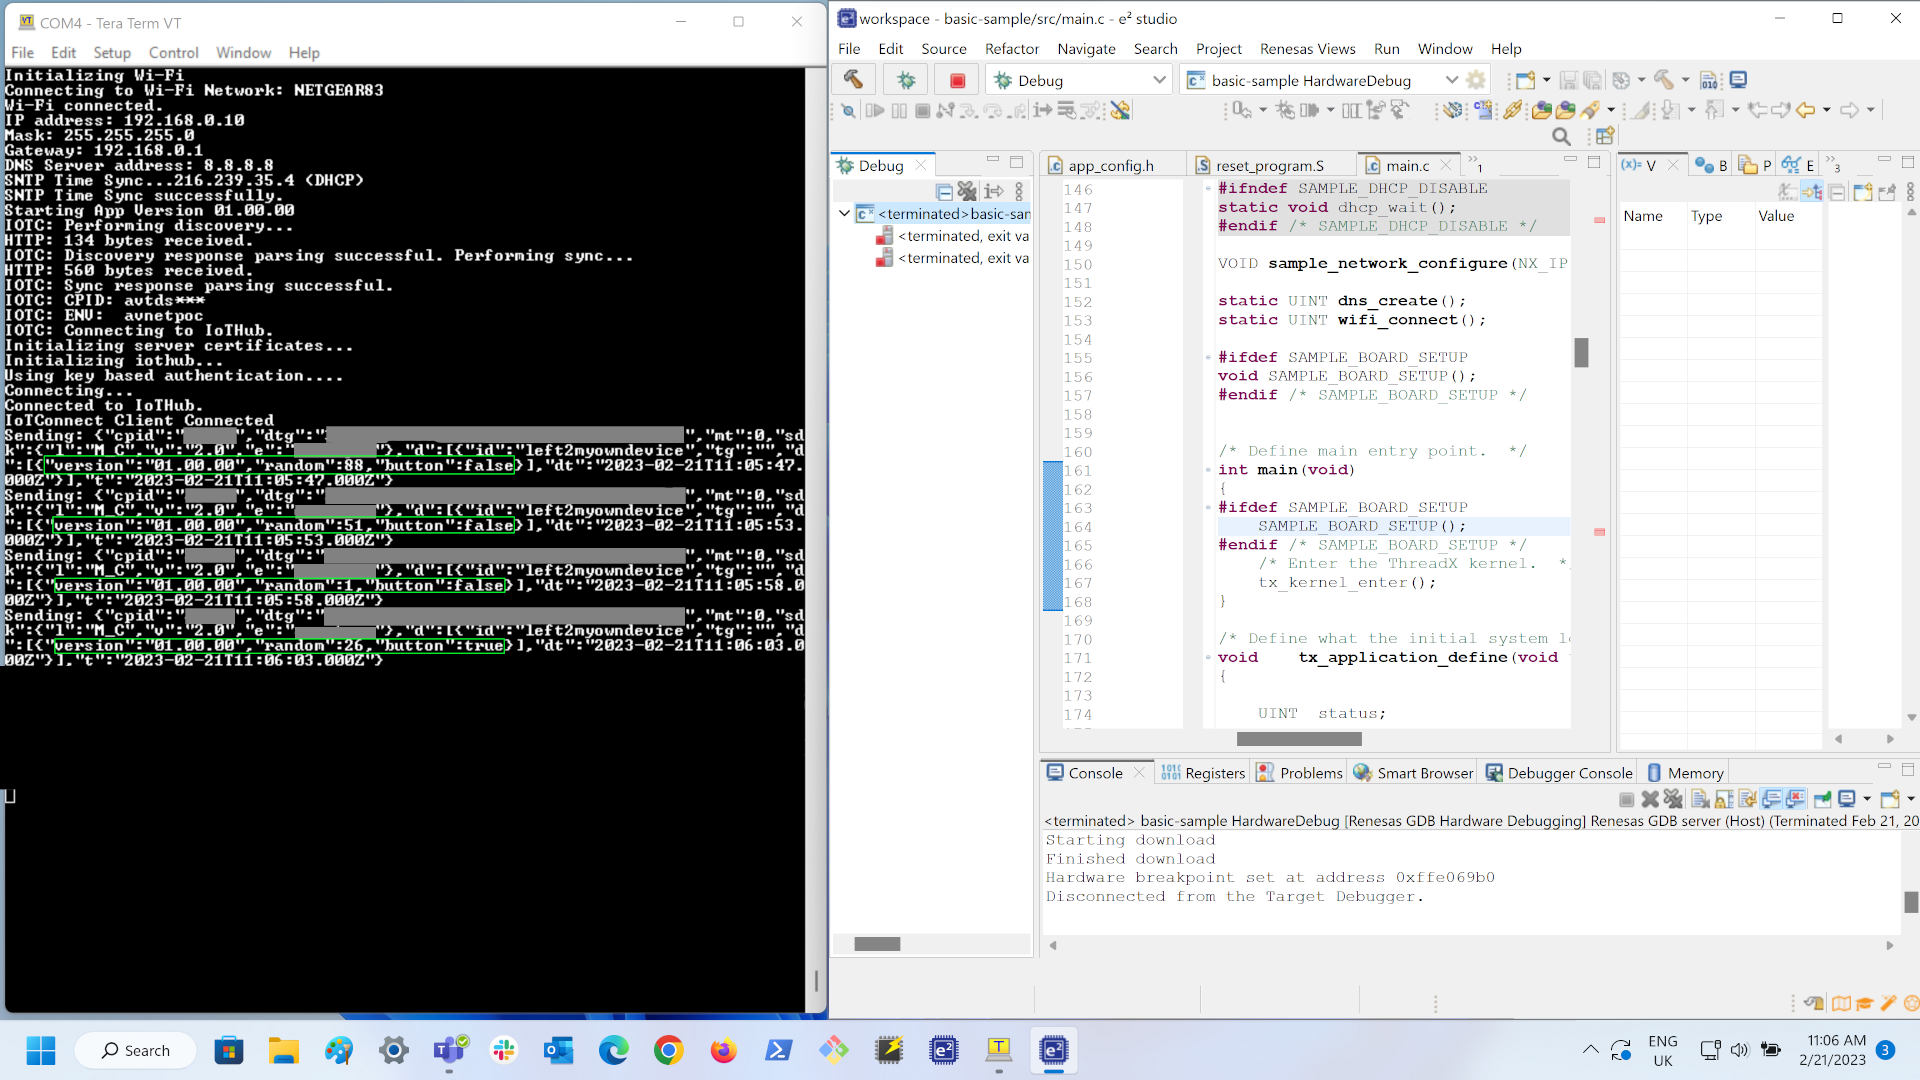 COM4 - Tera Term VT
File Edit Setup Control Window Help
Initializing Wi-Fi
Connecting to Wi-Fi Network: NETGEAR83
Wi-Fi connected.
IP address: 192.168.0.10
Mask: 255.255.255.0
Gateway: 192.168.0.1
DNS Server address: 8.8.8.8
SNTP Time Sync...216.239.35.4 (DHCP)
SNTP Time Sync successfully.
Starting App Version 01.00.00
IOTC: Performing discovery...
HTTP: 134 bytes received.
IOTC: Discovery response parsing successful. Performing sync...
HTTP: 560 bytes received.
IOTC: Sync response parsing successful.
IOTC: CPID: avtds***
IOTC: ENV:  avnetpoc
IOTC: Connecting to IoTHub.
Initializing server certificates...
Initializing iothub...
Using key based authentication....
Connecting...
Connected to IoTHub.
IoTConnect Client Connected
Sending: {"cpid":" ","dtg":" ","mt":0,"sd
k":{"l":"M_C","v":"2.0","e":" "},"d":[{"id":"left2myowndevice","tg":"","d
":[{"version":"01.00.00","random":88,"button":false}],"dt":"2023-02-21T11:05:47.
000Z"}],"t":"2023-02-21T11:05:47.000Z"}
Sending: {"cpid":" ","dtg":" ","mt":0,"sd
k":{"l":"M_C","v":"2.0","e":" "},"d":[{"id":"left2myowndevice","tg":"","d
":[{"version":"01.00.00","random":51,"button":false}],"dt":"2023-02-21T11:05:53.
000Z"}],"t":"2023-02-21T11:05:53.000Z"}
Sending: {"cpid":" ","dtg":" ","mt":0,"sd
k":{"l":"M_C","v":"2.0","e":" "},"d":[{"id":"left2myowndevice","tg":"","d
":[{"version":"01.00.00","random":1,"button":false}],"dt":"2023-02-21T11:05:58.0
00Z"}],"t":"2023-02-21T11:05:58.000Z"}
Sending: {"cpid":" ","dtg":" ","mt":0,"sd
k":{"l":"M_C","v":"2.0","e":" "},"d":[{"id":"left2myowndevice","tg":"","d
":[{"version":"01.00.00","random":26,"button":true}],"dt":"2023-02-21T11:06:03.0
00Z"}],"t":"2023-02-21T11:06:03.000Z"}
workspace - basic-sample/src/main.c - e² studio
File Edit Source Refactor Navigate Search Project Renesas Views Run Window Help
Debug
basic-sample HardwareDebug
Debug
<terminated>basic-san
<terminated, exit va
<terminated, exit va
app_config.h reset_program.S main.c 1
146 #ifndef SAMPLE_DHCP_DISABLE
147 static void dhcp_wait();
148 #endif /* SAMPLE_DHCP_DISABLE */
149
150 VOID sample_network_configure(NX_IP
151
152 static UINT dns_create();
153 static UINT wifi_connect();
154
155 #ifdef SAMPLE_BOARD_SETUP
156 void SAMPLE_BOARD_SETUP();
157 #endif /* SAMPLE_BOARD_SETUP */
158
159
160 /* Define main entry point.  */
161 int main(void)
162 {
163 #ifdef SAMPLE_BOARD_SETUP
164     SAMPLE_BOARD_SETUP();
165 #endif /* SAMPLE_BOARD_SETUP */
166     /* Enter the ThreadX kernel.  *
167     tx_kernel_enter();
168 }
169
170 /* Define what the initial system l
171 void    tx_application_define(void
172 {
173
174     UINT  status;
(x)= V B P E 3
Name Type Value
Console Registers Problems Smart Browser Debugger Console Memory
<terminated> basic-sample HardwareDebug [Renesas GDB Hardware Debugging] Renesas GDB server (Host) (Terminated Feb 21, 20
Starting download
Finished download
Hardware breakpoint set at address 0xffe069b0
Disconnected from the Target Debugger.
Search
ENG
UK
11:06 AM
2/21/2023
3